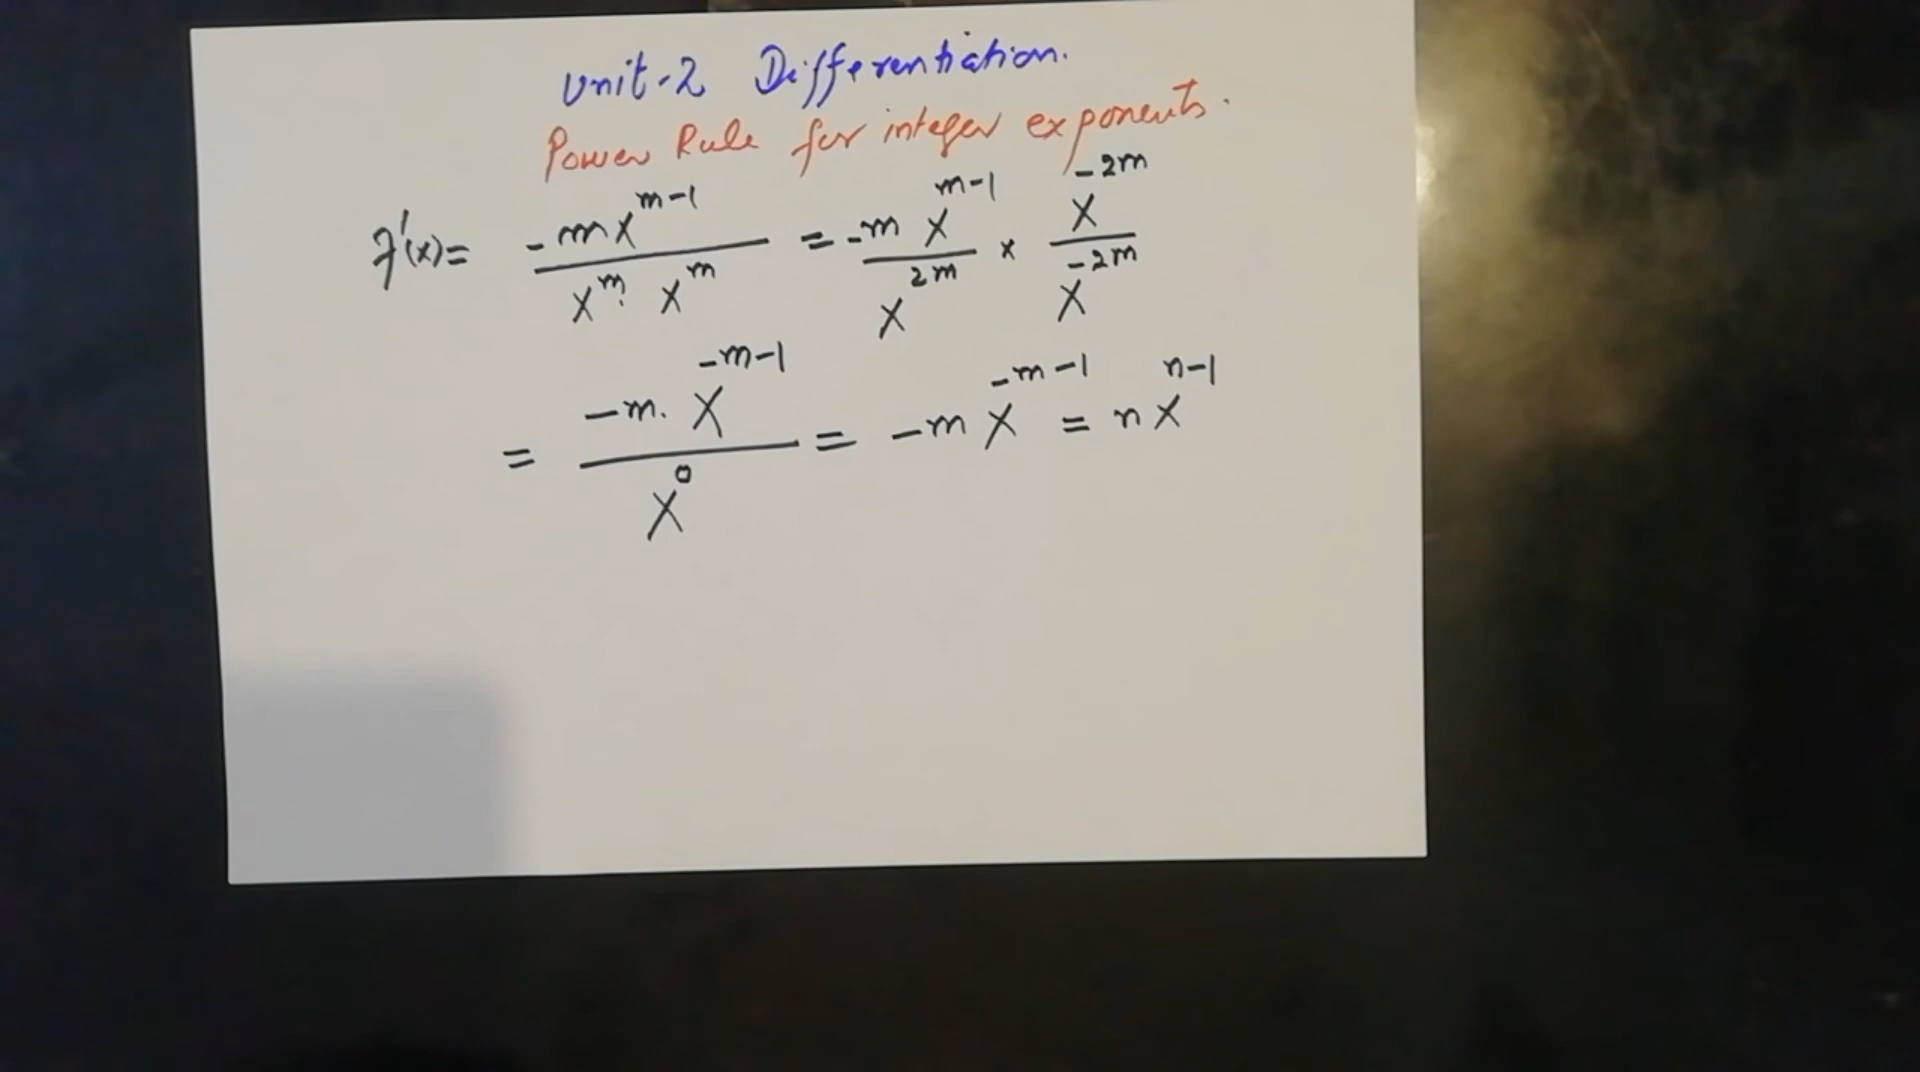 Unit-2 Differentiation.
Power Rule for integer exponents.
f'(x) = -mx^{m-1} / x^m . x^m = -m x^{m-1} / x^{2m} × x^{-2m} / x^{-2m}
= -m. x^{-m-1} / x^0 = -m x^{-m-1} = n x^{n-1}